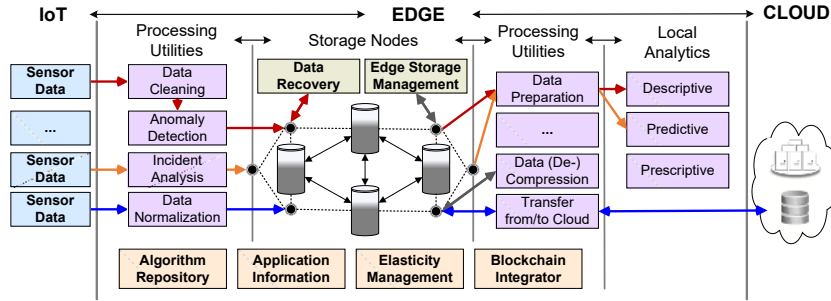 IoT
EDGE
CLOUD
Processing
Utilities
Storage Nodes
Processing
Utilities
Local
Analytics
Sensor
Data
Data
Cleaning
Data
Recovery
Edge Storage
Management
Data
Preparation
Descriptive
...
Anomaly
Detection
...
Predictive
Sensor
Data
Incident
Analysis
Data (De-)
Compression
Prescriptive
Sensor
Data
Data
Normalization
Transfer
from/to Cloud
Algorithm
Repository
Application
Information
Elasticity
Management
Blockchain
Integrator